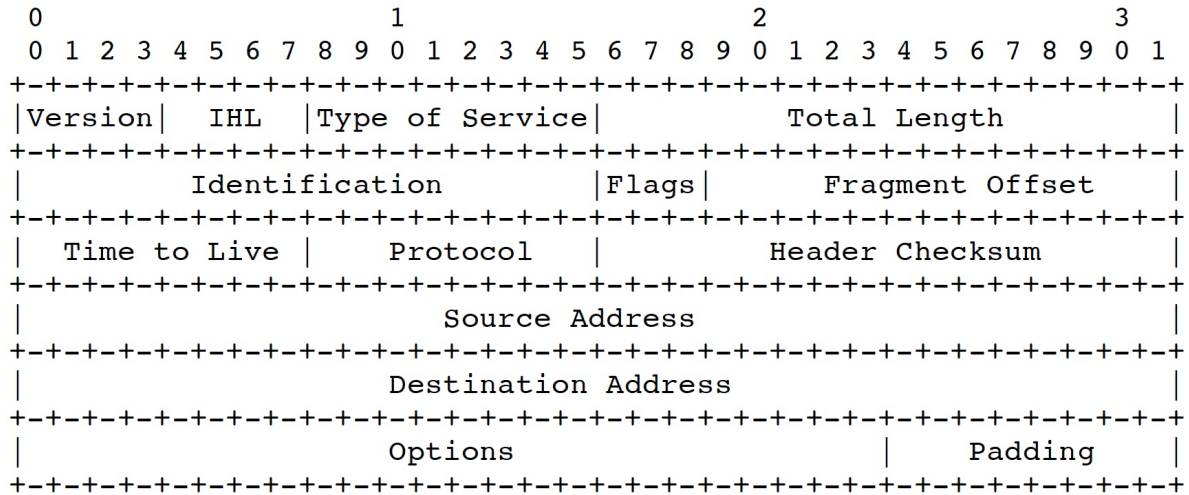 0                   1                   2                   3
 0 1 2 3 4 5 6 7 8 9 0 1 2 3 4 5 6 7 8 9 0 1 2 3 4 5 6 7 8 9 0 1
+-+-+-+-+-+-+-+-+-+-+-+-+-+-+-+-+-+-+-+-+-+-+-+-+-+-+-+-+-+-+-+-+
|Version|  IHL  |Type of Service|          Total Length         |
+-+-+-+-+-+-+-+-+-+-+-+-+-+-+-+-+-+-+-+-+-+-+-+-+-+-+-+-+-+-+-+-+
|         Identification        |Flags|      Fragment Offset    |
+-+-+-+-+-+-+-+-+-+-+-+-+-+-+-+-+-+-+-+-+-+-+-+-+-+-+-+-+-+-+-+-+
|  Time to Live |    Protocol   |         Header Checksum       |
+-+-+-+-+-+-+-+-+-+-+-+-+-+-+-+-+-+-+-+-+-+-+-+-+-+-+-+-+-+-+-+-+
|                       Source Address                          |
+-+-+-+-+-+-+-+-+-+-+-+-+-+-+-+-+-+-+-+-+-+-+-+-+-+-+-+-+-+-+-+-+
|                    Destination Address                        |
+-+-+-+-+-+-+-+-+-+-+-+-+-+-+-+-+-+-+-+-+-+-+-+-+-+-+-+-+-+-+-+-+
|                    Options                    |    Padding    |
+-+-+-+-+-+-+-+-+-+-+-+-+-+-+-+-+-+-+-+-+-+-+-+-+-+-+-+-+-+-+-+-+